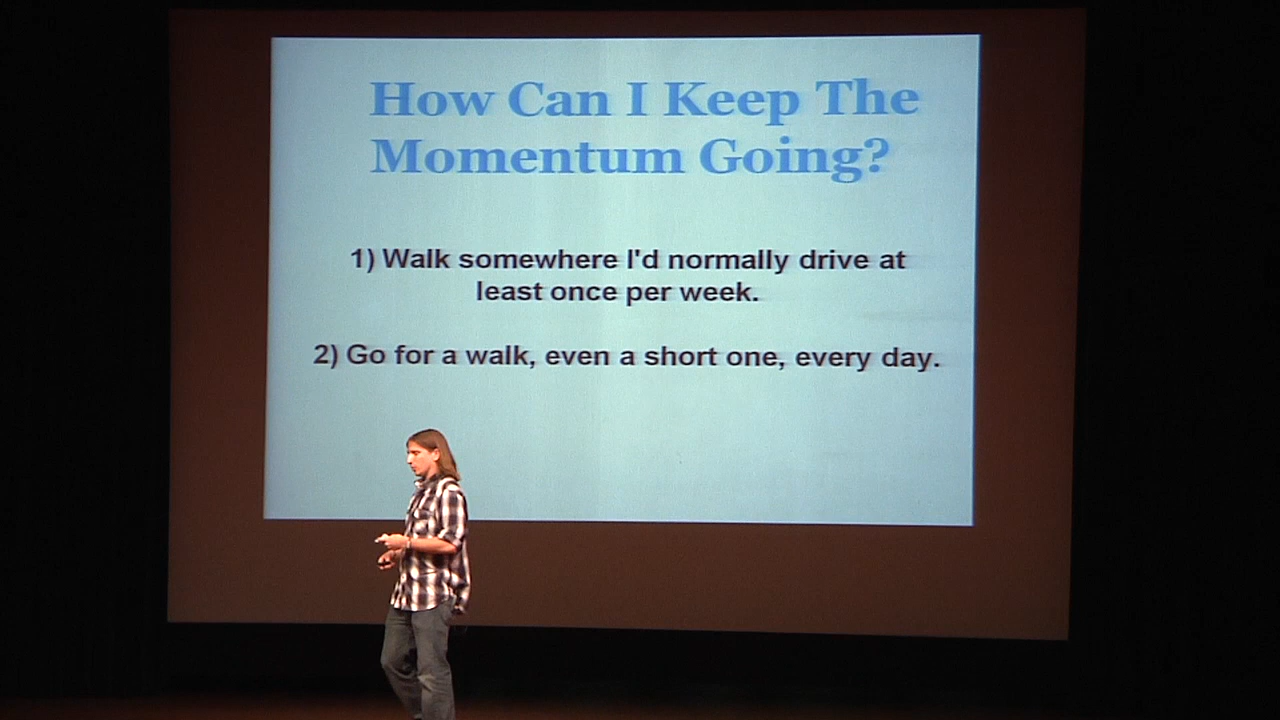 How Can I Keep The
Momentum Going?
1) Walk somewhere I'd normally drive at
least once per week.
2) Go for a walk, even a short one, every day.